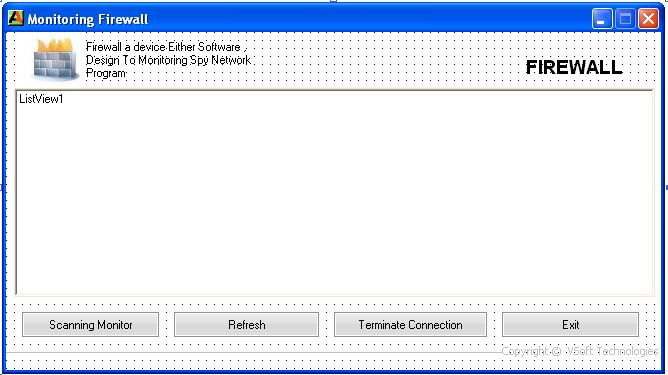 Monitoring Firewall
Firewall a device Either Software ,
Design To Monitoring Spy Network
Program
FIREWALL
ListView1
Scanning Monitor
Refresh
Terminate Connection
Exit
Copyright © VSoft Technologies